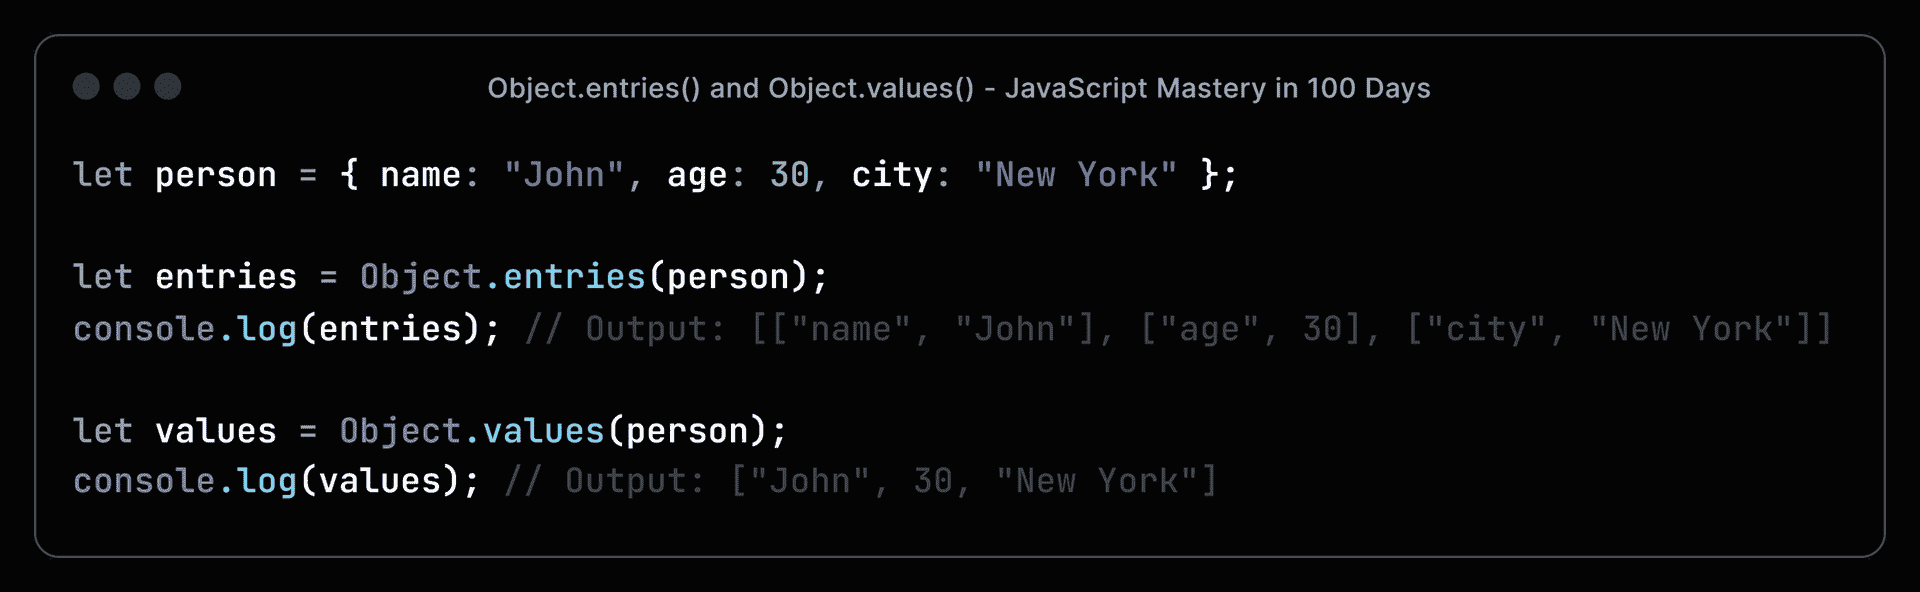 Object.entries() and Object.values() - JavaScript Mastery in 100 Days
let person = { name: "John", age: 30, city: "New York" };
let entries = Object.entries(person);
console.log(entries); // Output: [["name", "John"], ["age", 30], ["city", "New York"]]
let values = Object.values(person);
console.log(values); // Output: ["John", 30, "New York"]